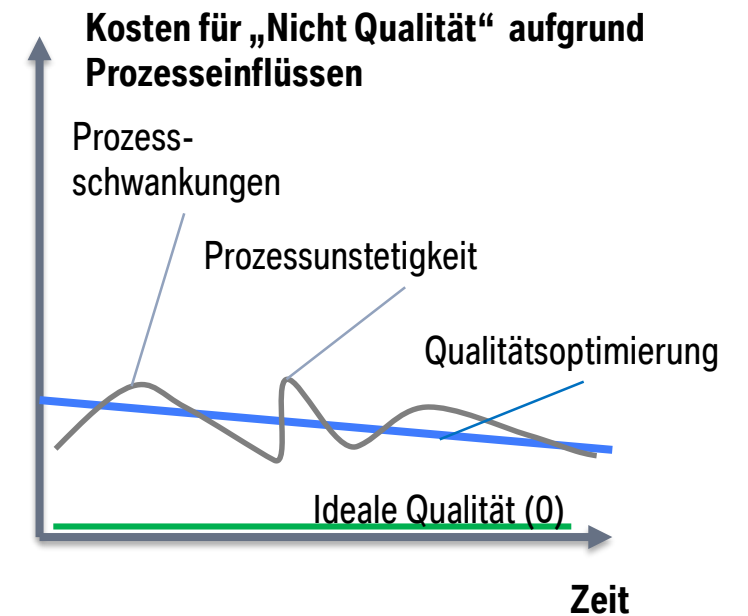 Kosten für „Nicht Qualität“ aufgrund
Prozesseinflüssen
Prozess-
schwankungen
Prozessunstetigkeit
Qualitätsoptimierung
Ideale Qualität (0)
Zeit